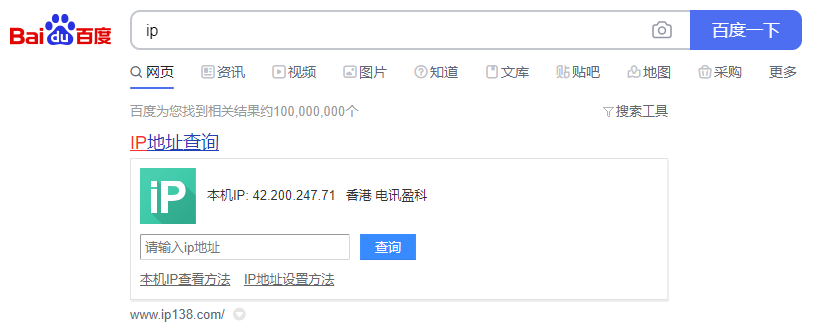 Bai du 百度 ip 百度一下
网页 资讯 视频 图片 知道 文库 贴 贴吧 地图 采购 更多
百度为您找到相关结果约100,000,000个 搜索工具
IP地址查询
iP 本机IP: 42.200.247.71 香港 电讯盈科
请输入ip地址 查询
本机IP查看方法 IP地址设置方法
www.ip138.com/